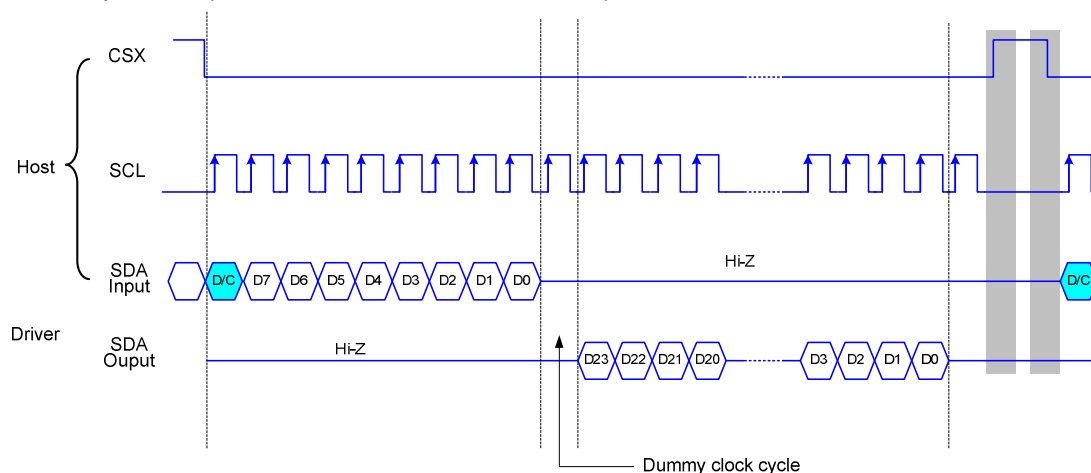 CSX
Host
SCL
SDA
Input
D/C D7 D6 D5 D4 D3 D2 D1 D0
Hi-Z
D/C
Driver
SDA
Ouput
Hi-Z
D23 D22 D21 D20
D3 D2 D1 D0
Dummy clock cycle